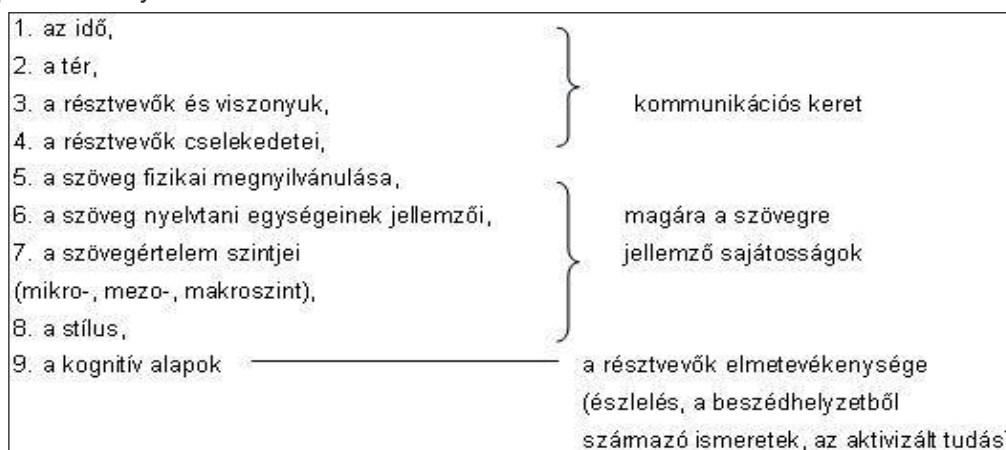 1. az idő,
2. a tér,
3. a résztvevők és viszonyuk,
4. a résztvevők cselekedetei,
kommunikációs keret
5. a szöveg fizikai megnyilvánulása,
6. a szöveg nyelvtani egységeinek jellemzői,
7. a szövegértelem szintjei
(mikro-, mezo-, makroszint),
8. a stílus,
magára a szövegre
jellemző sajátosságok
9. a kognitív alapok
a résztvevők elmetevékenysége
(észlelés, a beszédhelyzetből
származó ismeretek, az aktivizált tudás)